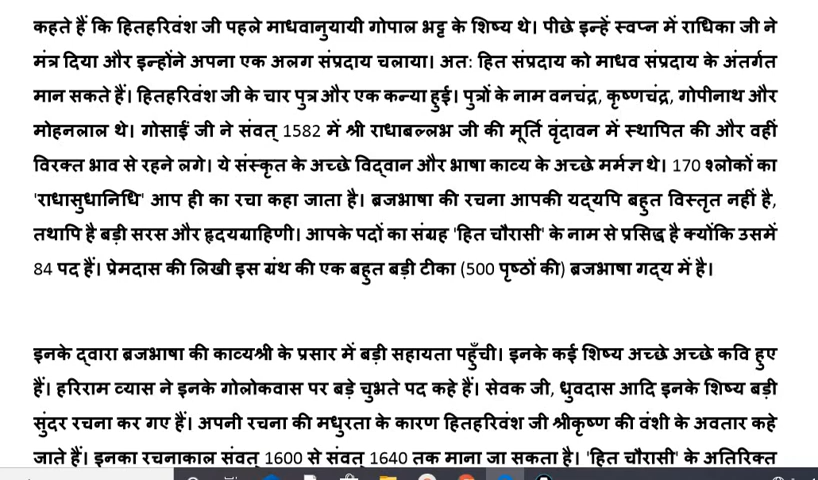 कहते हैं कि हितहरिवंश जी पहले माधवानुयायी गोपाल भट्ट के शिष्य थे। पीछे इन्हें स्वप्न में राधिका जी ने
मंत्र दिया और इन्होंने अपना एक अलग संप्रदाय चलाया। अत: हित संप्रदाय को माधव संप्रदाय के अंतर्गत
मान सकते हैं। हितहरिवंश जी के चार पुत्र और एक कन्या हुई। पुत्रों के नाम वनचंद्र, कृष्णचंद्र, गोपीनाथ और
मोहनलाल थे। गोसाईं जी ने संवत् 1582 में श्री राधाबल्लभ जी की मूर्ति वृंदावन में स्थापित की और वहीं
विरक्त भाव से रहने लगे। ये संस्कृत के अच्छे विद्वान और भाषा काव्य के अच्छे मर्मज्ञ थे। 170 श्लोकों का
'राधासुधानिधि' आप ही का रचा कहा जाता है। ब्रजभाषा की रचना आपकी यद्यपि बहुत विस्तृत नहीं है,
तथापि है बड़ी सरस और हृदयग्राहिणी। आपके पदों का संग्रह 'हित चौरासी' के नाम से प्रसिद्ध है क्योंकि उसमें
84 पद हैं। प्रेमदास की लिखी इस ग्रंथ की एक बहुत बड़ी टीका (500 पृष्ठों की) ब्रजभाषा गद्य में है।
इनके द्वारा ब्रजभाषा की काव्यश्री के प्रसार में बड़ी सहायता पहुँची। इनके कई शिष्य अच्छे अच्छे कवि हुए
हैं। हरिराम व्यास ने इनके गोलोकवास पर बड़े चुभते पद कहे हैं। सेवक जी, ध्रुवदास आदि इनके शिष्य बड़ी
सुंदर रचना कर गए हैं। अपनी रचना की मधुरता के कारण हितहरिवंश जी श्रीकृष्ण की वंशी के अवतार कहे
जाते हैं। इनका रचनाकाल संवत् 1600 से संवत् 1640 तक माना जा सकता है। 'हित चौरासी' के अतिरिक्त